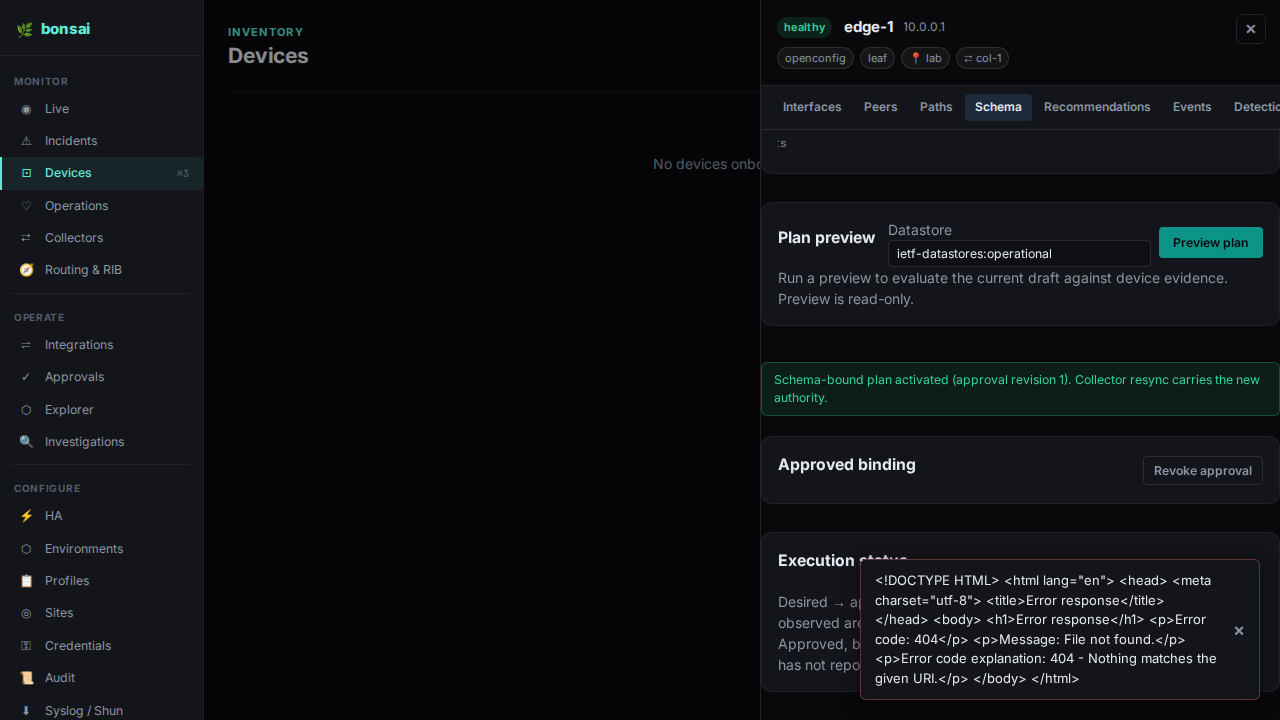 bonsai
MONITOR
Live
Incidents
Devices ⌘3
Operations
Collectors
Routing & RIB
OPERATE
Integrations
Approvals
Explorer
Investigations
CONFIGURE
HA
Environments
Profiles
Sites
Credentials
Audit
Syslog / Shun
INVENTORY
Devices
No devices onbo
healthy edge-1 10.0.0.1
openconfig leaf 📍 lab ⇄ col-1
Interfaces Peers Paths Schema Recommendations Events Detectio
ts
Plan preview
Datastore
ietf-datastores:operational
Preview plan
Run a preview to evaluate the current draft against device evidence.
Preview is read-only.
Schema-bound plan activated (approval revision 1). Collector resync carries the new
authority.
Approved binding
Revoke approval
Execution status
Desired → ap
observed are
Approved, b
has not repo
<!DOCTYPE HTML> <html lang="en"> <head> <meta
charset="utf-8"> <title>Error response</title>
</head> <body> <h1>Error response</h1> <p>Error
code: 404</p> <p>Message: File not found.</p>
<p>Error code explanation: 404 - Nothing matches the
given URI.</p> </body> </html>